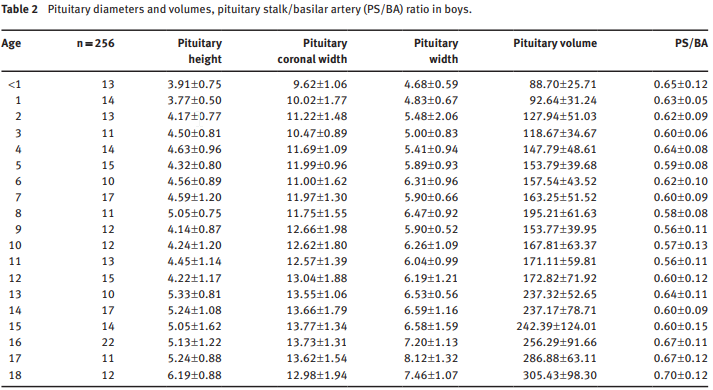 Table 2 Pituitary diameters and volumes, pituitary stalk/basilar artery (PS/BA) ratio in boys.
Age n=256 Pituitary Pituitary Pituitary Pituitary volume PS/BA
height coronal width width
<1 13 3.91±0.75 9.62±1.06 4.68±0.59 88.70±25.71 0.65±0.12
1 14 3.77±0.50 10.02±1.77 4.83±0.67 92.64±31.24 0.63±0.05
2 13 4.17±0.77 11.22±1.48 5.48±2.06 127.94±51.03 0.62±0.09
3 11 4.50±0.81 10.47±0.89 5.00±0.83 118.67±34.67 0.60±0.06
4 14 4.63±0.96 11.69±1.09 5.41±0.94 147.79±48.61 0.64±0.08
5 15 4.32±0.80 11.99±0.96 5.89±0.93 153.79±39.68 0.59±0.08
6 10 4.56±0.89 11.00±1.62 6.31±0.96 157.54±43.52 0.62±0.10
7 17 4.59±1.20 11.97±1.30 5.90±0.66 163.25±51.52 0.60±0.09
8 11 5.05±0.75 11.75±1.55 6.47±0.92 195.21±61.63 0.58±0.08
9 12 4.14±0.87 12.66±1.98 5.90±0.52 153.77±39.95 0.56±0.11
10 12 4.24±1.20 12.62±1.80 6.26±1.09 167.81±63.37 0.57±0.13
11 13 4.45±1.14 12.57±1.39 6.04±0.99 171.11±59.81 0.56±0.11
12 15 4.22±1.17 13.04±1.88 6.19±1.21 172.82±71.92 0.60±0.12
13 10 5.33±0.81 13.55±1.06 6.53±0.56 237.32±52.65 0.64±0.11
14 17 5.24±1.08 13.66±1.79 6.59±1.16 237.17±78.71 0.60±0.09
15 14 5.05±1.62 13.77±1.34 6.58±1.59 242.39±124.01 0.60±0.15
16 22 5.13±1.22 13.73±1.31 7.20±1.13 256.29±91.66 0.67±0.11
17 11 5.24±0.88 13.62±1.54 8.12±1.32 286.88±63.11 0.67±0.12
18 12 6.19±0.88 12.98±1.94 7.46±1.07 305.43±98.30 0.70±0.12